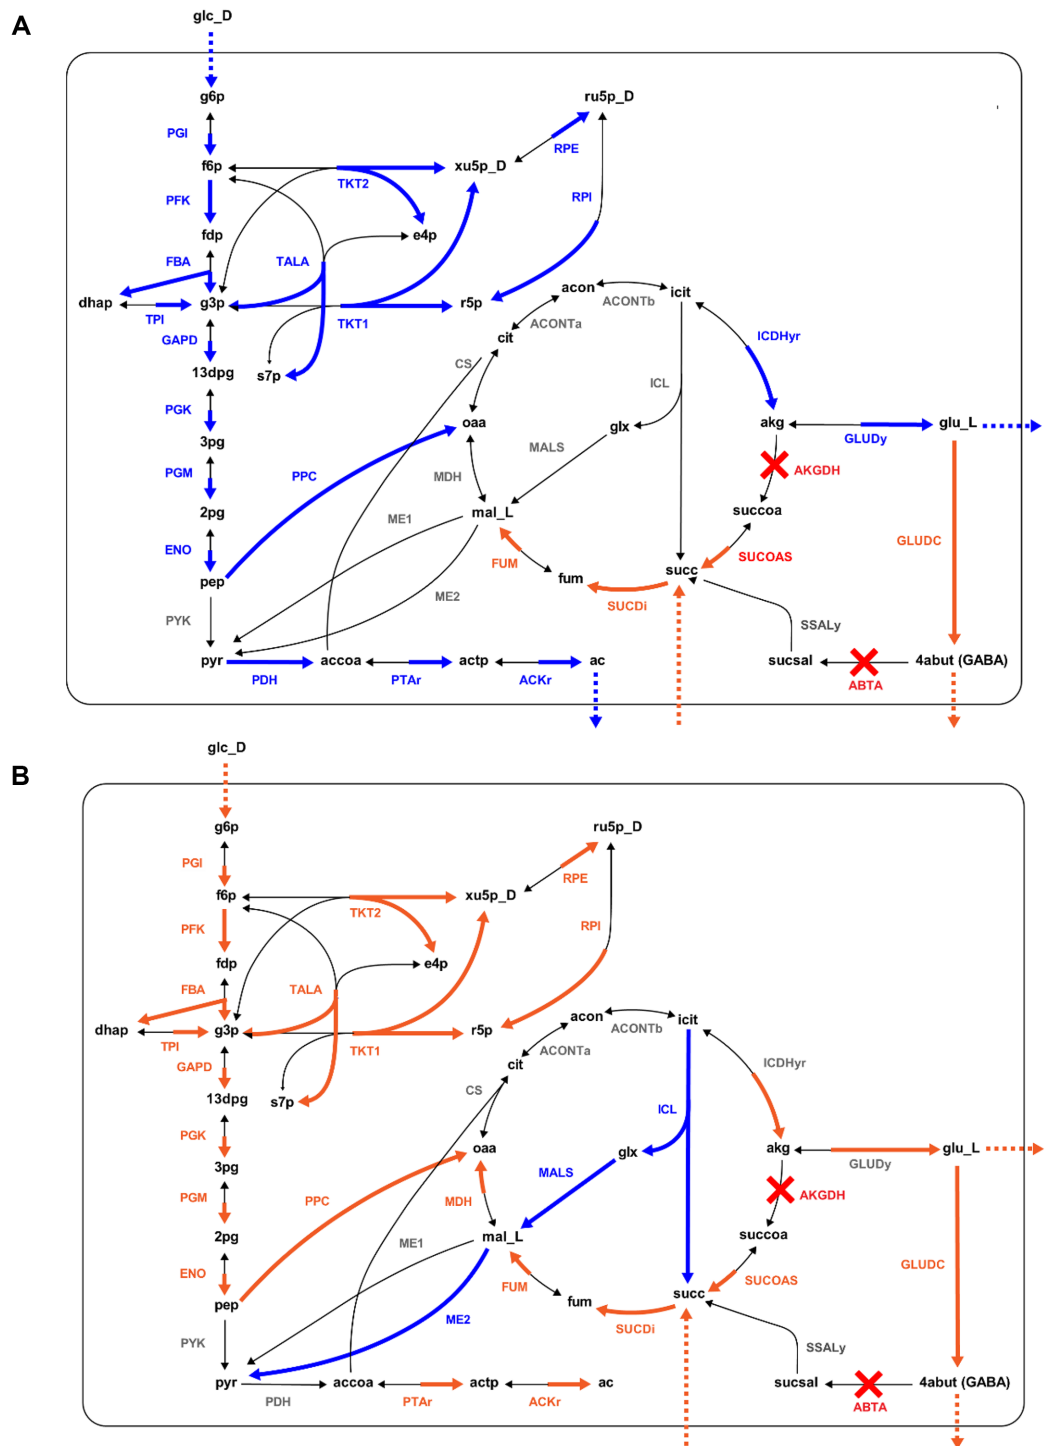 A
glc_D
g6p
ru5p_D
PGI
RPE
f6p
xu5p_D
TKT2
PFK
RPI
fdp
e4p
FBA
TALA
dhap
g3p
r5p
acon
ACONTb
icit
TPI
TKT1
ACONTa
GAPD
cit
ICDHyr
13dpg
s7p
CS
ICL
PGK
oaa
glx
akg
glu_L
3pg
GLUDy
MALS
PGM
PPC
MDH
AKGDH
2pg
mal_L
succoa
ME1
ENO
FUM
SUCOAS
GLUDC
pep
fum
succ
ME2
SUCDi
PYK
SSALy
pyr
accoa
actp
ac
sucsal
4abut (GABA)
PDH
PTAr
ACKr
ABTA
B
glc_D
g6p
ru5p_D
PGI
RPE
f6p
xu5p_D
TKT2
PFK
RPI
fdp
e4p
FBA
TALA
dhap
g3p
r5p
acon
ACONTb
icit
TPI
TKT1
ACONTa
GAPD
cit
ICDHyr
13dpg
s7p
CS
ICL
PGK
oaa
glx
akg
glu_L
3pg
GLUDy
MALS
PGM
PPC
MDH
AKGDH
2pg
mal_L
succoa
ME1
ENO
FUM
SUCOAS
GLUDC
pep
fum
succ
ME2
SUCDi
PYK
SSALy
pyr
accoa
actp
ac
sucsal
4abut (GABA)
PDH
PTAr
ACKr
ABTA